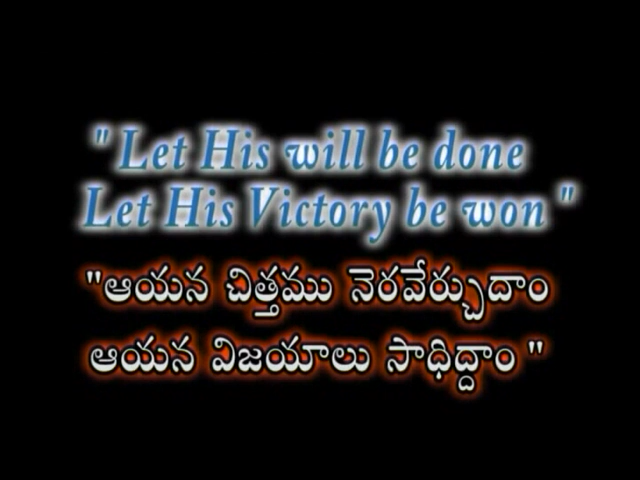 " Let His will be done
Let His Victory be won "
"ఆయన చిత్తము నెరవేర్చుదాం
ఆయన విజయాలు సాధిద్దాం "